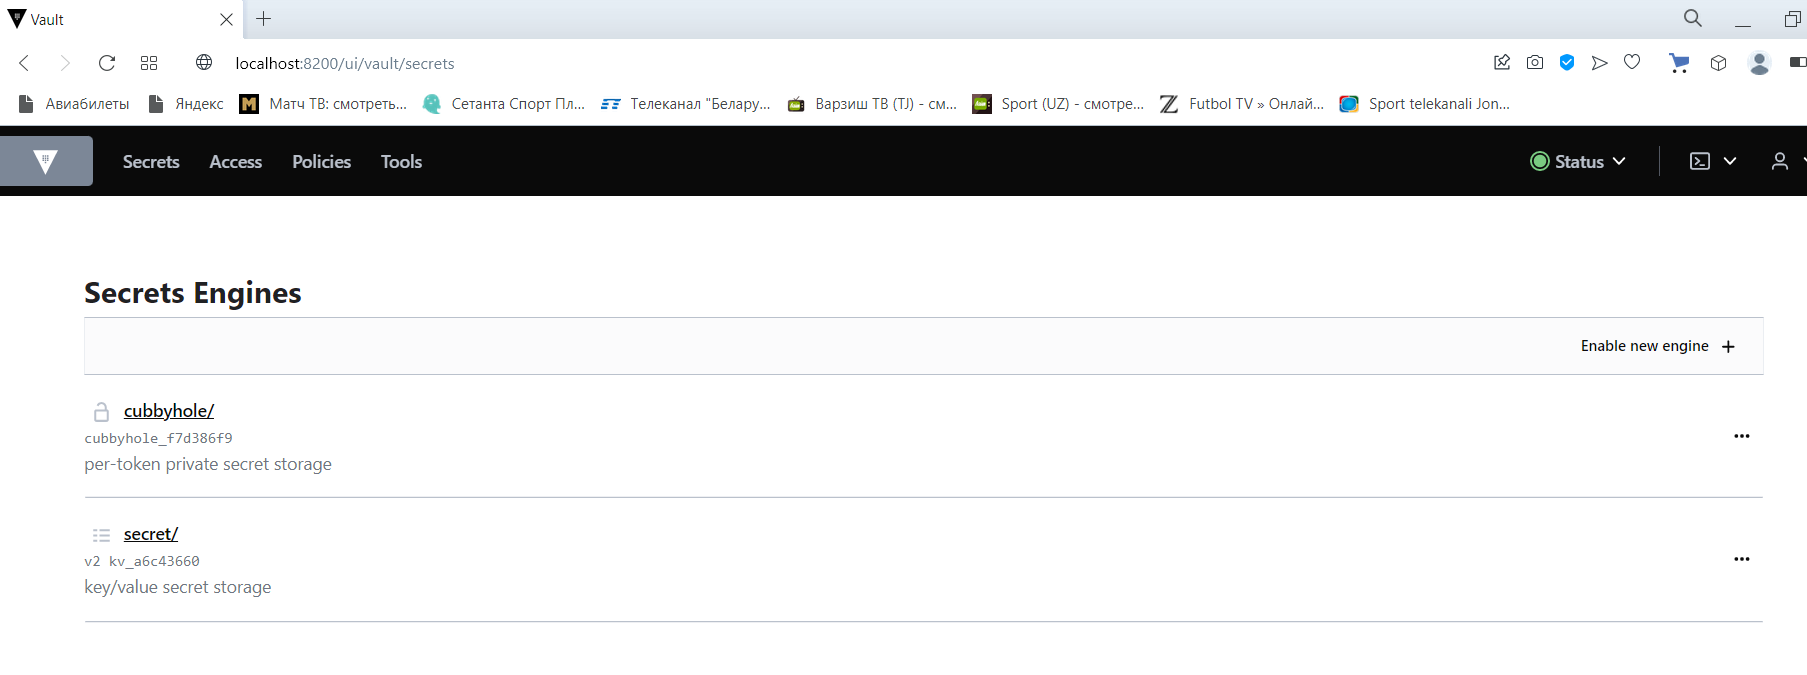 Vault
localhost:8200/ui/vault/secrets
Авиабилеты Яндекс Матч ТВ: смотреть... Сетанта Спорт Пл... Телеканал "Белару... Варзиш ТВ (TJ) - см... Sport (UZ) - смотре... Futbol TV » Онлай... Sport telekanali Jon...
Secrets Access Policies Tools Status
Secrets Engines
Enable new engine +
cubbyhole/
cubbyhole_f7d386f9
per-token private secret storage
secret/
v2 kv_a6c43660
key/value secret storage